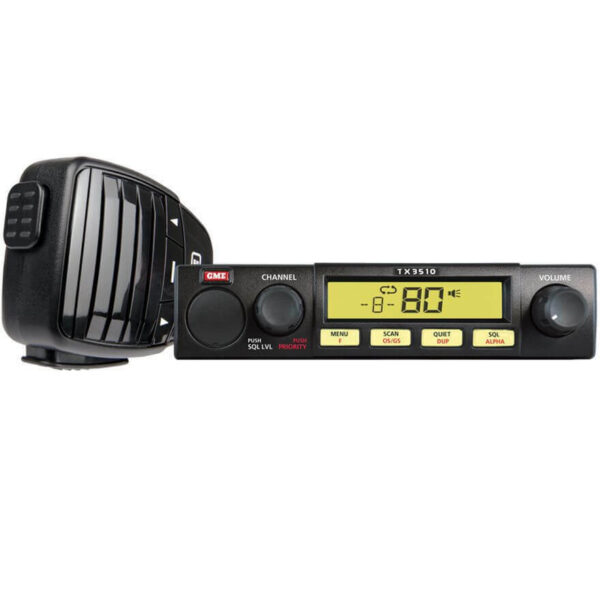 GME
CHANNEL
TX3510
VOLUME
-8- 80
PUSH
SQL LVL
PUSH
PRIORITY
MENU
F
SCAN
OS/GS
QUIET
DUP
SQL
ALPHA